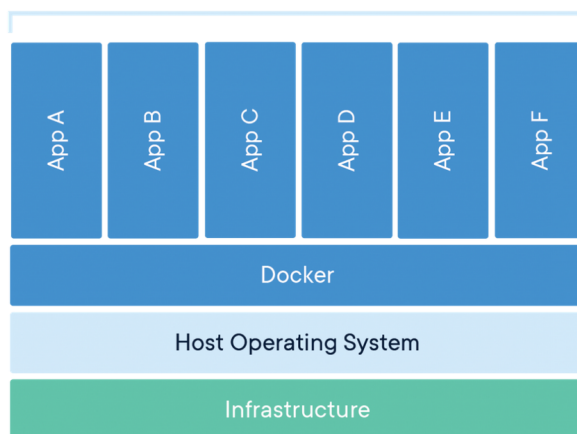 App A
App B
App C
App D
App E
App F
Docker
Host Operating System
Infrastructure